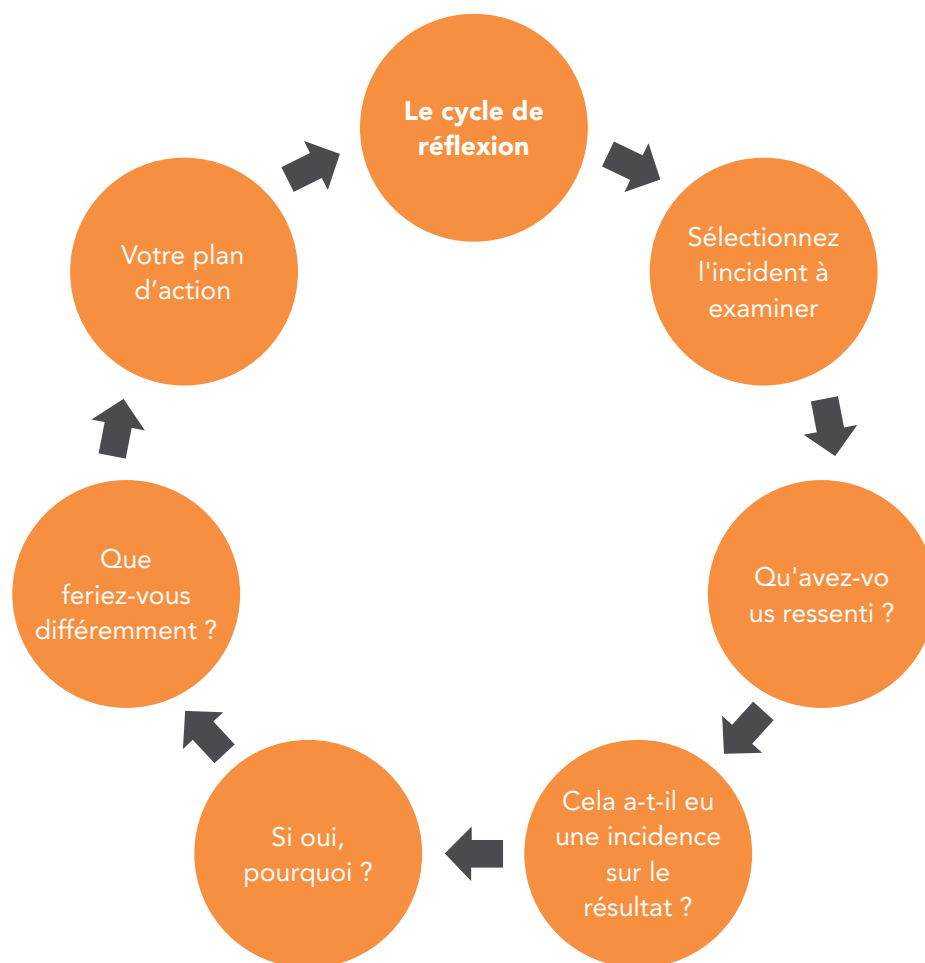 Le cycle de
réflexion
Sélectionnez
l'incident à
examiner
Qu'avez-vo
us ressenti ?
Cela a-t-il eu
une incidence
sur le
résultat ?
Si oui,
pourquoi ?
Que
feriez-vous
différemment ?
Votre plan
d’action